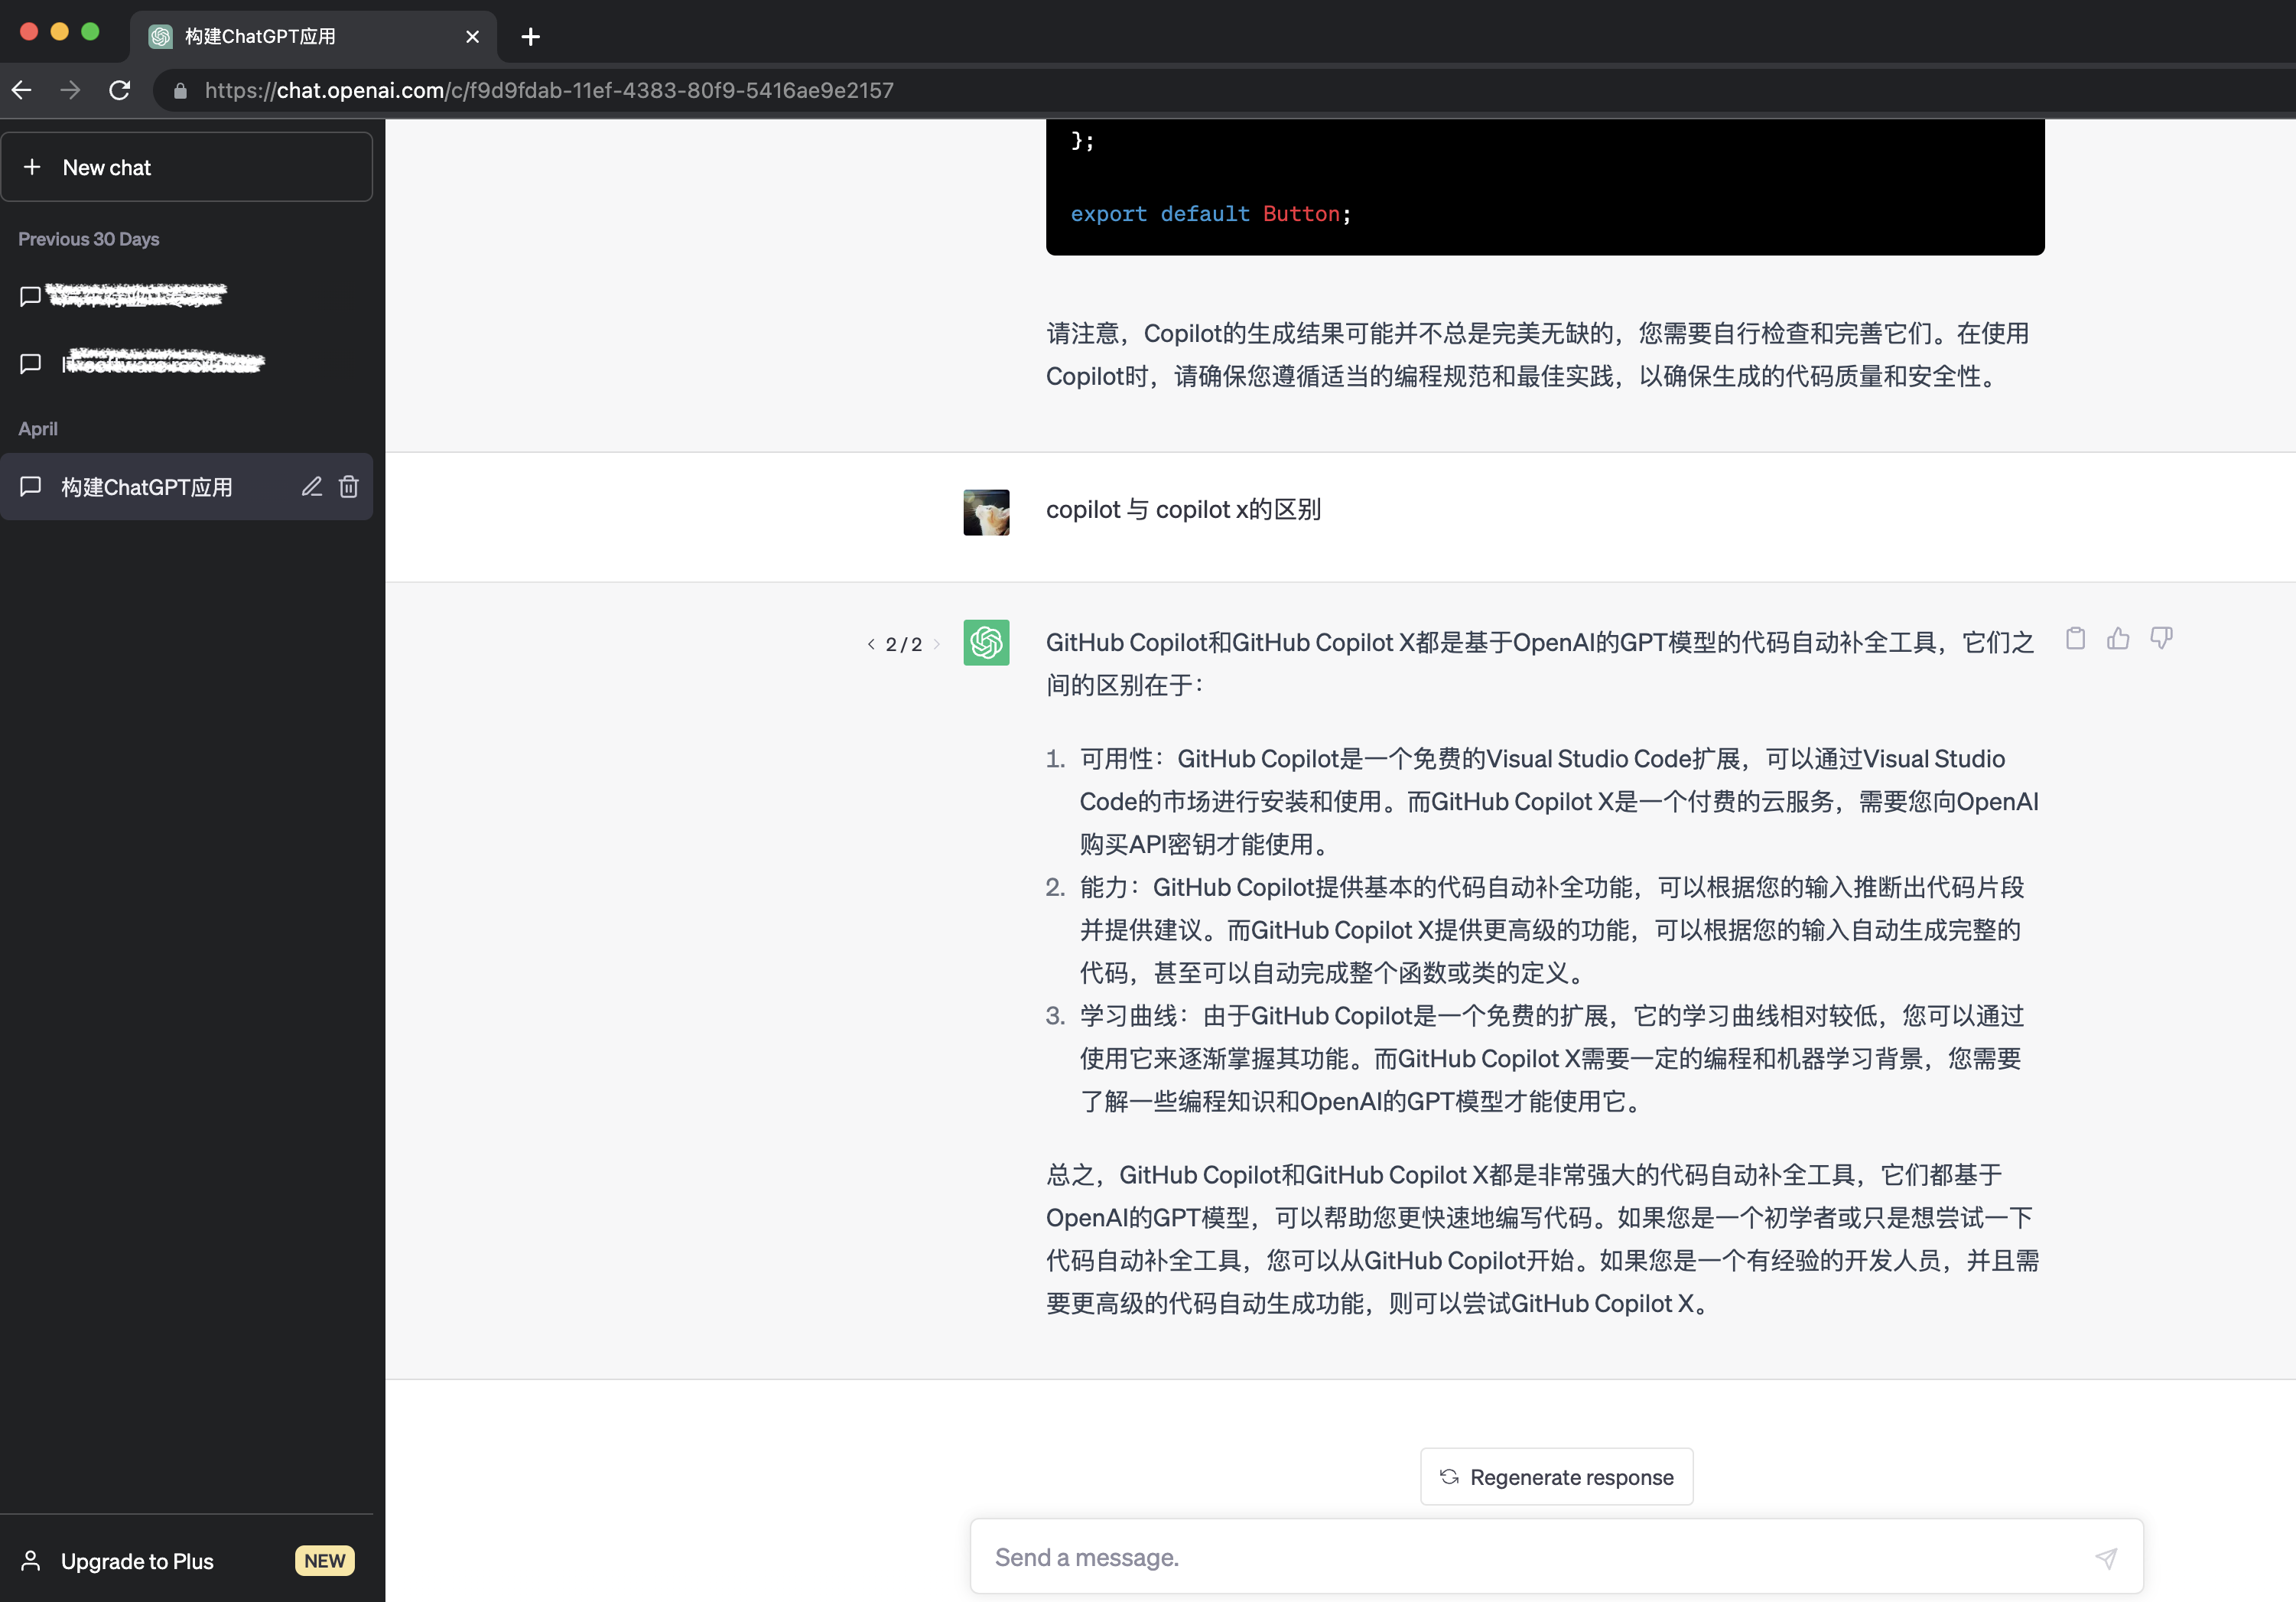 构建ChatGPT应用
https://chat.openai.com/c/f9d9fdab-11ef-4383-80f9-5416ae9e2157
New chat
Previous 30 Days
April
构建ChatGPT应用
Upgrade to Plus
NEW
};
export default Button;
请注意，Copilot的生成结果可能并不总是完美无缺的，您需要自行检查和完善它们。在使用
Copilot时，请确保您遵循适当的编程规范和最佳实践，以确保生成的代码质量和安全性。
copilot 与 copilot x的区别
2 / 2
GitHub Copilot和GitHub Copilot X都是基于OpenAI的GPT模型的代码自动补全工具，它们之
间的区别在于：
1. 可用性：GitHub Copilot是一个免费的Visual Studio Code扩展，可以通过Visual Studio
Code的市场进行安装和使用。而GitHub Copilot X是一个付费的云服务，需要您向OpenAI
购买API密钥才能使用。
2. 能力：GitHub Copilot提供基本的代码自动补全功能，可以根据您的输入推断出代码片段
并提供建议。而GitHub Copilot X提供更高级的功能，可以根据您的输入自动生成完整的
代码，甚至可以自动完成整个函数或类的定义。
3. 学习曲线：由于GitHub Copilot是一个免费的扩展，它的学习曲线相对较低，您可以通过
使用它来逐渐掌握其功能。而GitHub Copilot X需要一定的编程和机器学习背景，您需要
了解一些编程知识和OpenAI的GPT模型才能使用它。
总之，GitHub Copilot和GitHub Copilot X都是非常强大的代码自动补全工具，它们都基于
OpenAI的GPT模型，可以帮助您更快速地编写代码。如果您是一个初学者或只是想尝试一下
代码自动补全工具，您可以从GitHub Copilot开始。如果您是一个有经验的开发人员，并且需
要更高级的代码自动生成功能，则可以尝试GitHub Copilot X。
Regenerate response
Send a message.